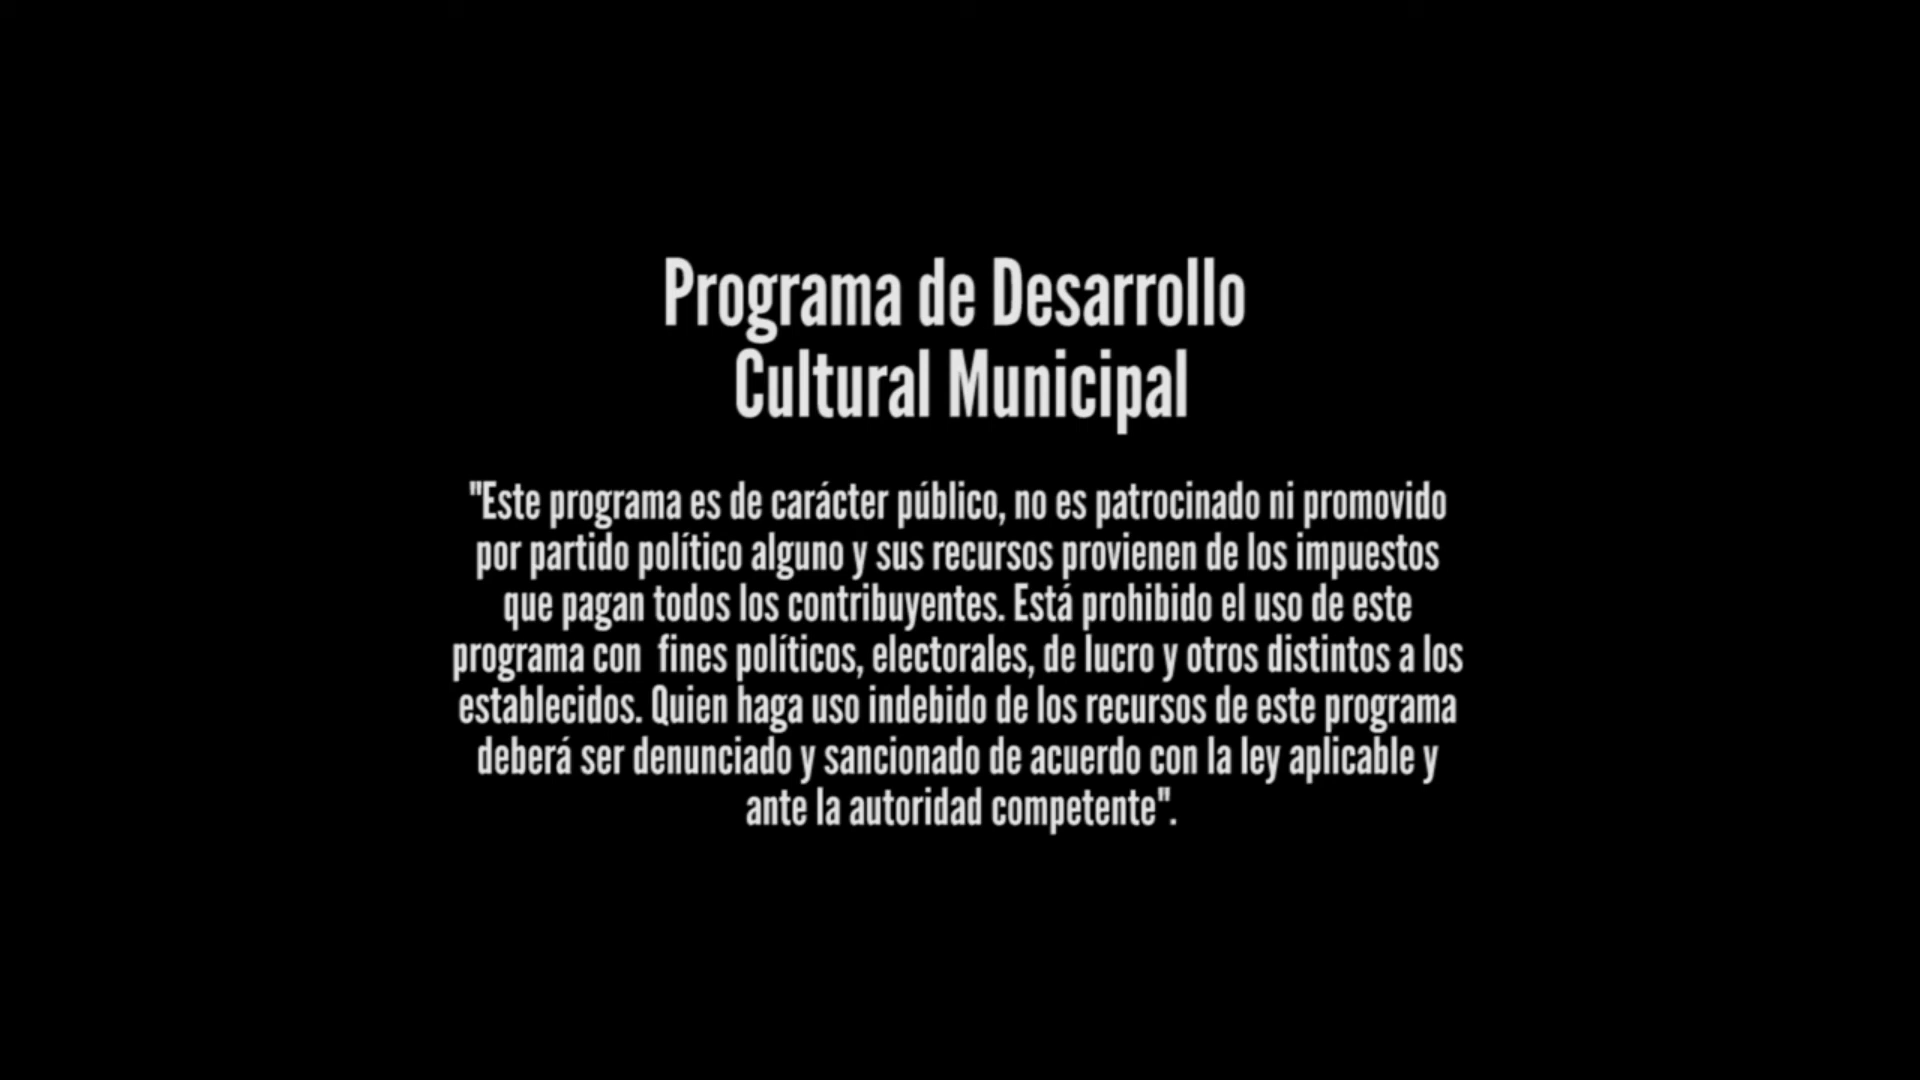 Programa de Desarrollo
Cultural Municipal
"Este programa es de carácter público, no es patrocinado ni promovido
por partido político alguno y sus recursos provienen de los impuestos
que pagan todos los contribuyentes. Está prohibido el uso de este
programa con  fines políticos, electorales, de lucro y otros distintos a los
establecidos. Quien haga uso indebido de los recursos de este programa
deberá ser denunciado y sancionado de acuerdo con la ley aplicable y
ante la autoridad competente".